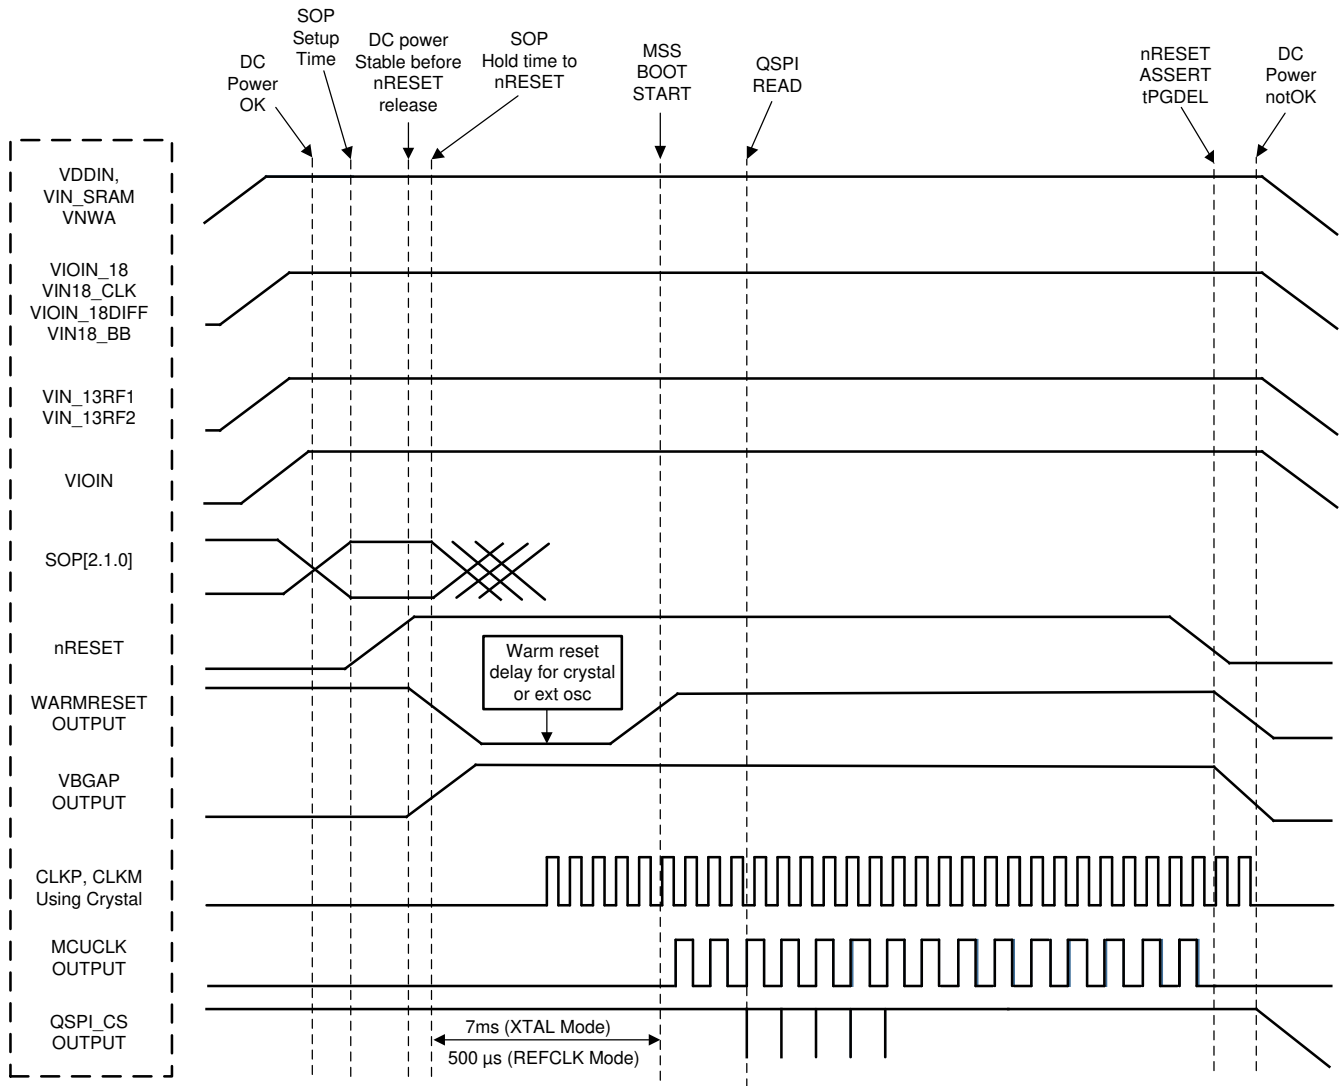 SOP
Setup
Time
DC
Power
OK
DC power
Stable before
nRESET
release
SOP
Hold time to
nRESET
MSS
BOOT
START
QSPI
READ
nRESET
ASSERT
tPGDEL
DC
Power
notOK
VDDIN,
VIN_SRAM
VNWA
VIOIN_18
VIN18_CLK
VIOIN_18DIFF
VIN18_BB
VIN_13RF1
VIN_13RF2
VIOIN
SOP[2.1.0]
nRESET
Warm reset
delay for crystal
or ext osc
WARMRESET
OUTPUT
VBGAP
OUTPUT
CLKP, CLKM
Using Crystal
MCUCLK
OUTPUT
QSPI_CS
OUTPUT
7ms (XTAL Mode)
500 µs (REFCLK Mode)